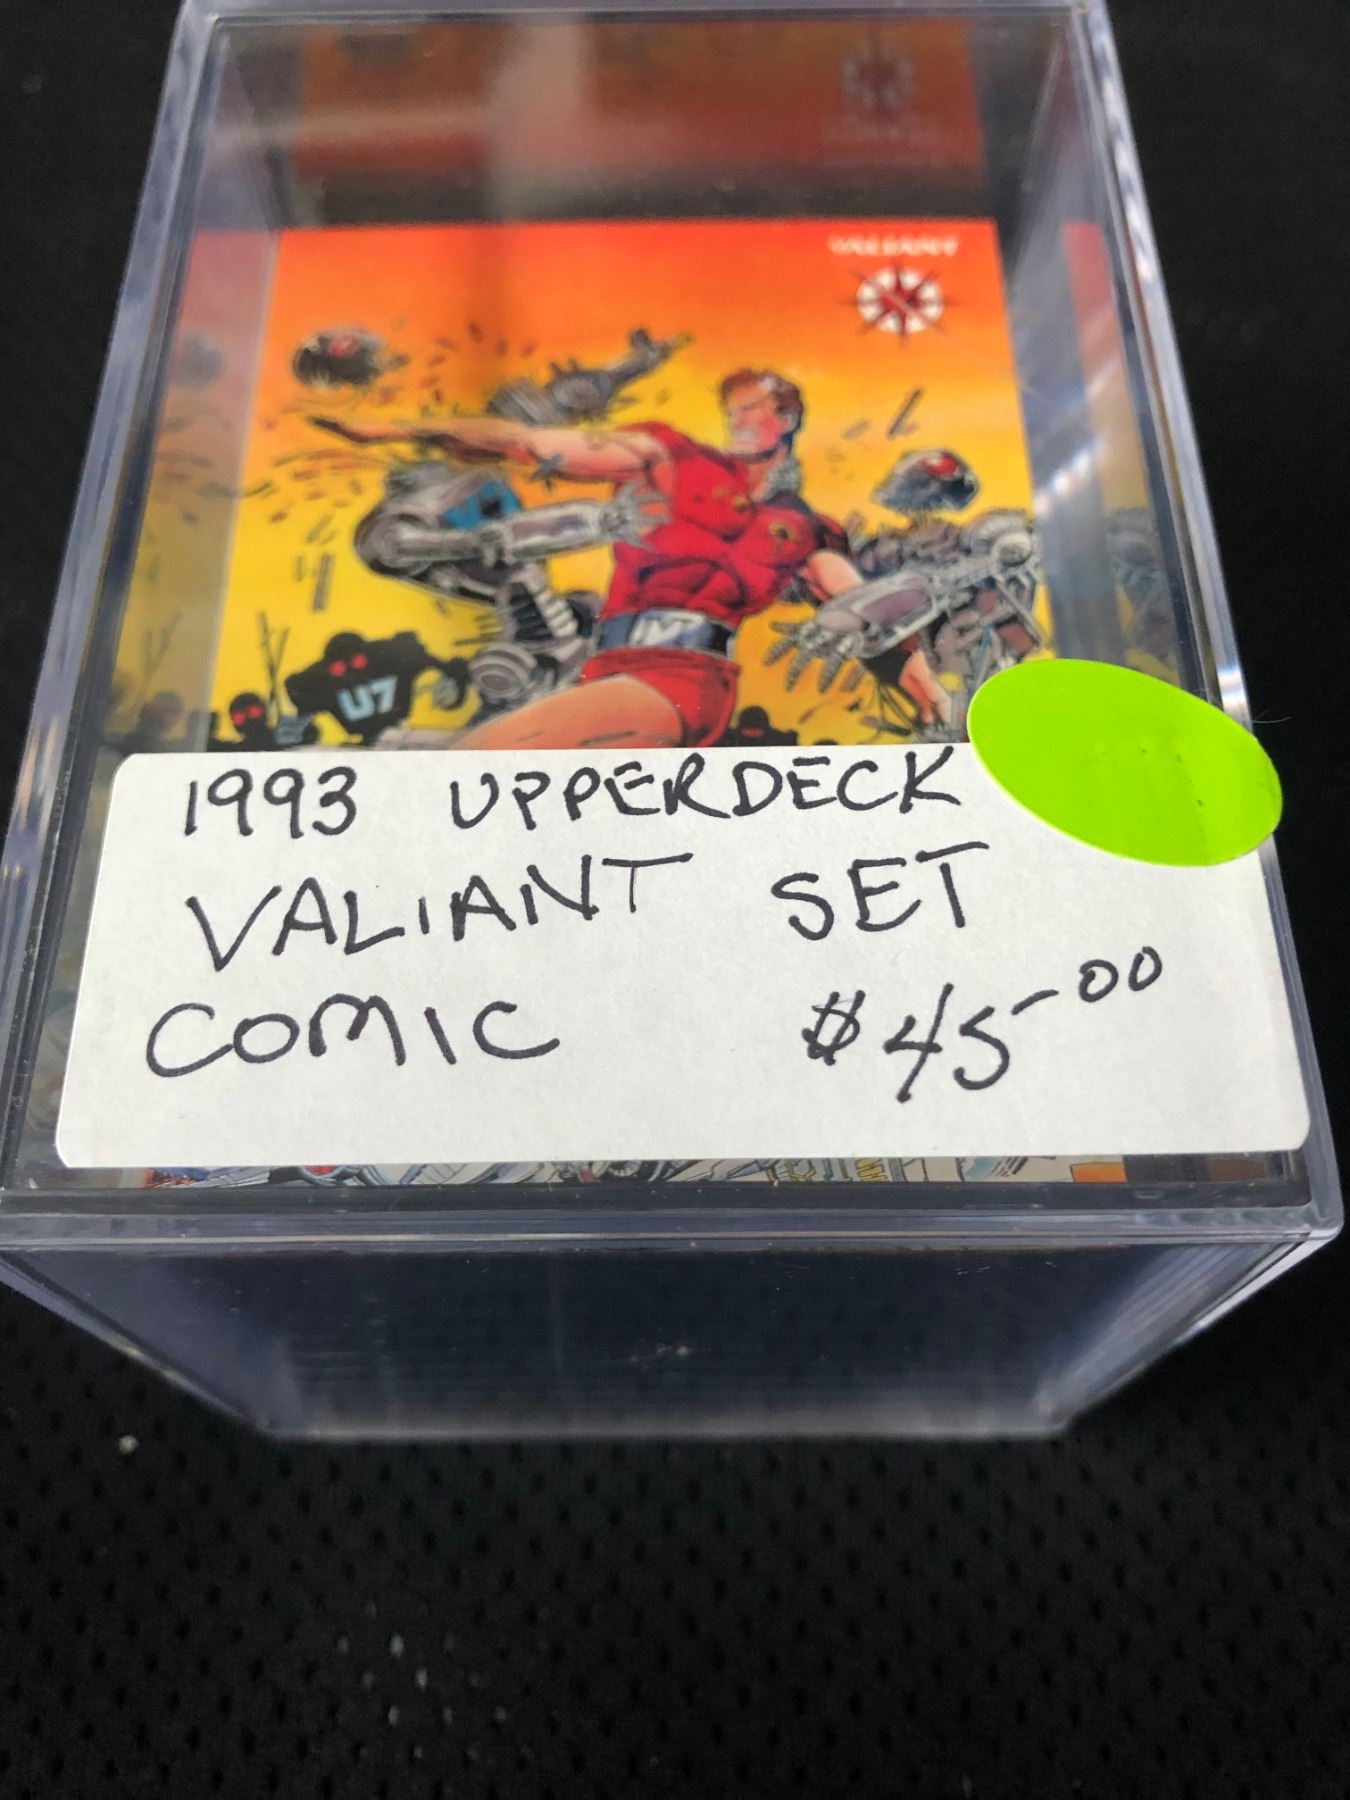 VALIANT
U7
1993 UPPERDECK
VALIANT SET
COMIC $45-00